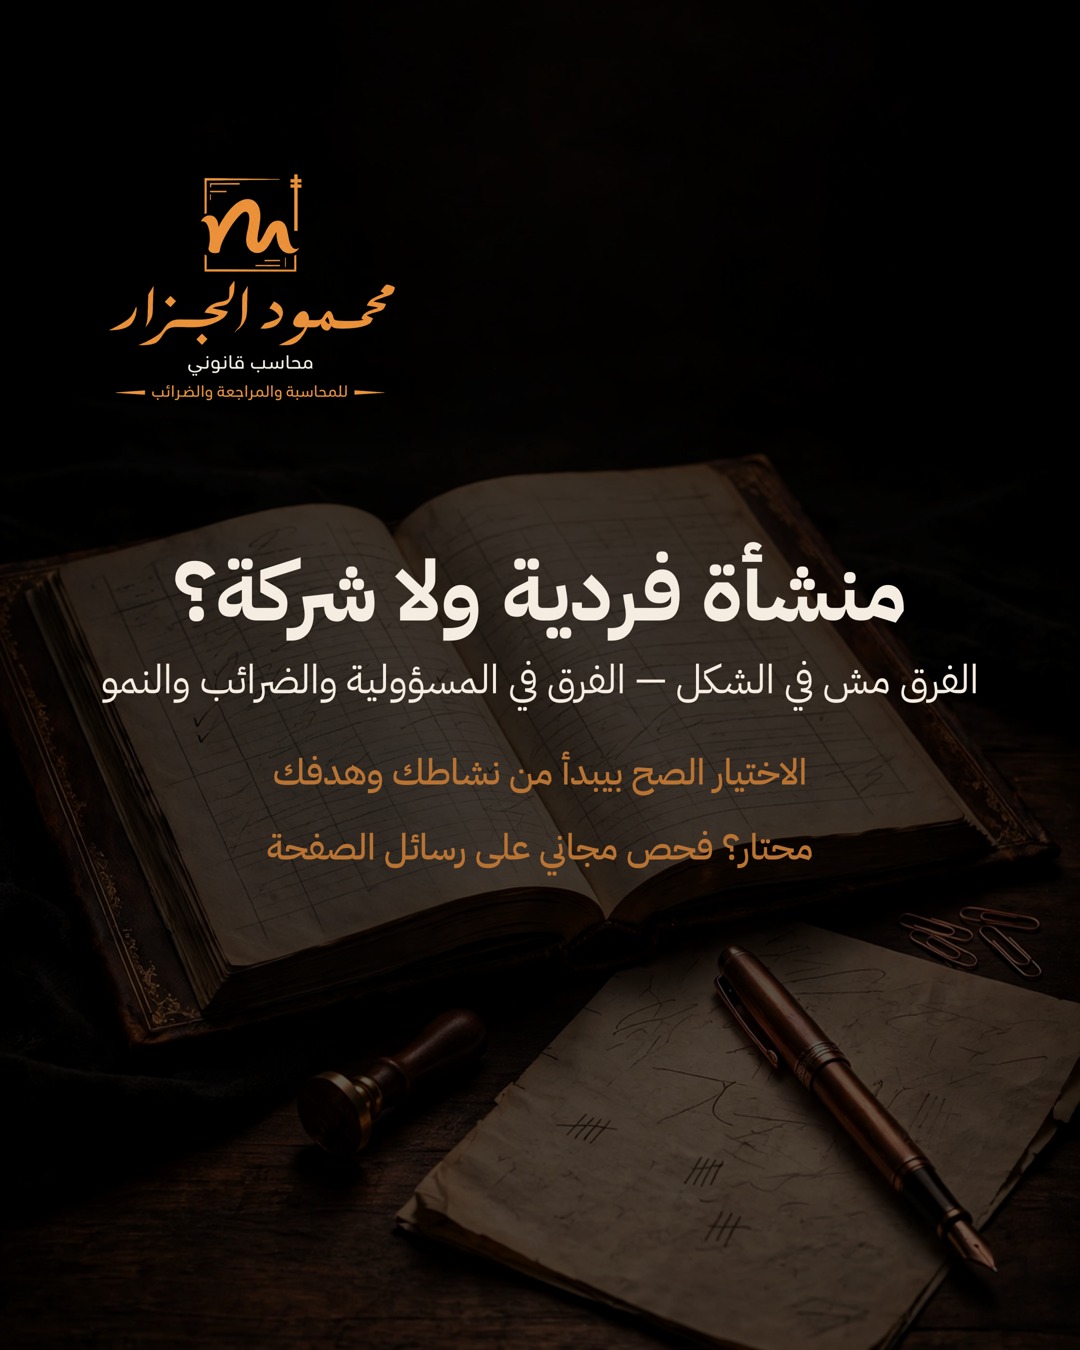 محمود الجزار
محاسب قانوني
للمحاسبة والمراجعة والضرائب
منشأة فردية ولا شركة؟
الفرق مش في الشكل — الفرق في المسؤولية والضرائب والنمو
الاختيار الصح بيبدأ من نشاطك وهدفك
محتار؟ فحص مجاني على رسائل الصفحة